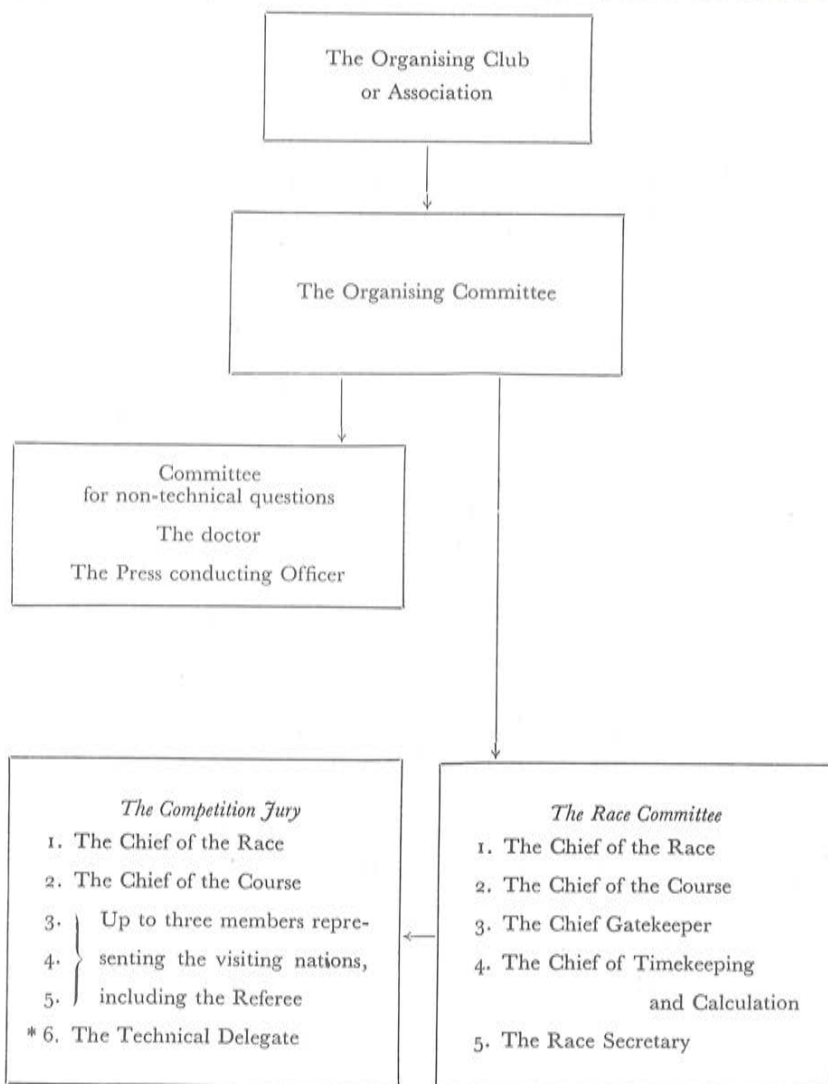 The Organising Club
or Association
The Organising Committee
Committee
for non-technical questions
The doctor
The Press conducting Officer
The Competition Jury
1. The Chief of the Race
2. The Chief of the Course
3. Up to three members repre-
4. senting the visiting nations,
5. including the Referee
* 6. The Technical Delegate
The Race Committee
1. The Chief of the Race
2. The Chief of the Course
3. The Chief Gatekeeper
4. The Chief of Timekeeping
and Calculation
5. The Race Secretary